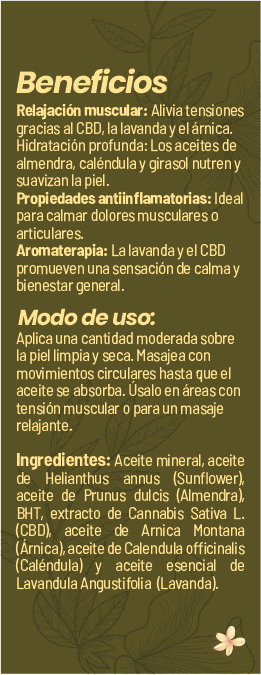 Beneficios
Relajación muscular: Alivia tensiones
gracias al CBD, la lavanda y el árnica.
Hidratación profunda: Los aceites de
almendra, caléndula y girasol nutren y
suavizan la piel.
Propiedades antiinflamatorias: Ideal
para calmar dolores musculares o
articulares.
Aromaterapia: La lavanda y el CBD
promueven una sensación de calma y
bienestar general.
Modo de uso:
Aplica una cantidad moderada sobre
la piel limpia y seca. Masajea con
movimientos circulares hasta que el
aceite se absorba. Úsalo en áreas con
tensión muscular o para un masaje
relajante.
Ingredientes: Aceite mineral, aceite
de Helianthus annus (Sunflower),
aceite de Prunus dulcis (Almendra),
BHT, extracto de Cannabis Sativa L.
(CBD), aceite de Arnica Montana
(Árnica), aceite de Calendula officinalis
(Caléndula) y aceite esencial de
Lavandula Angustifolia (Lavanda).